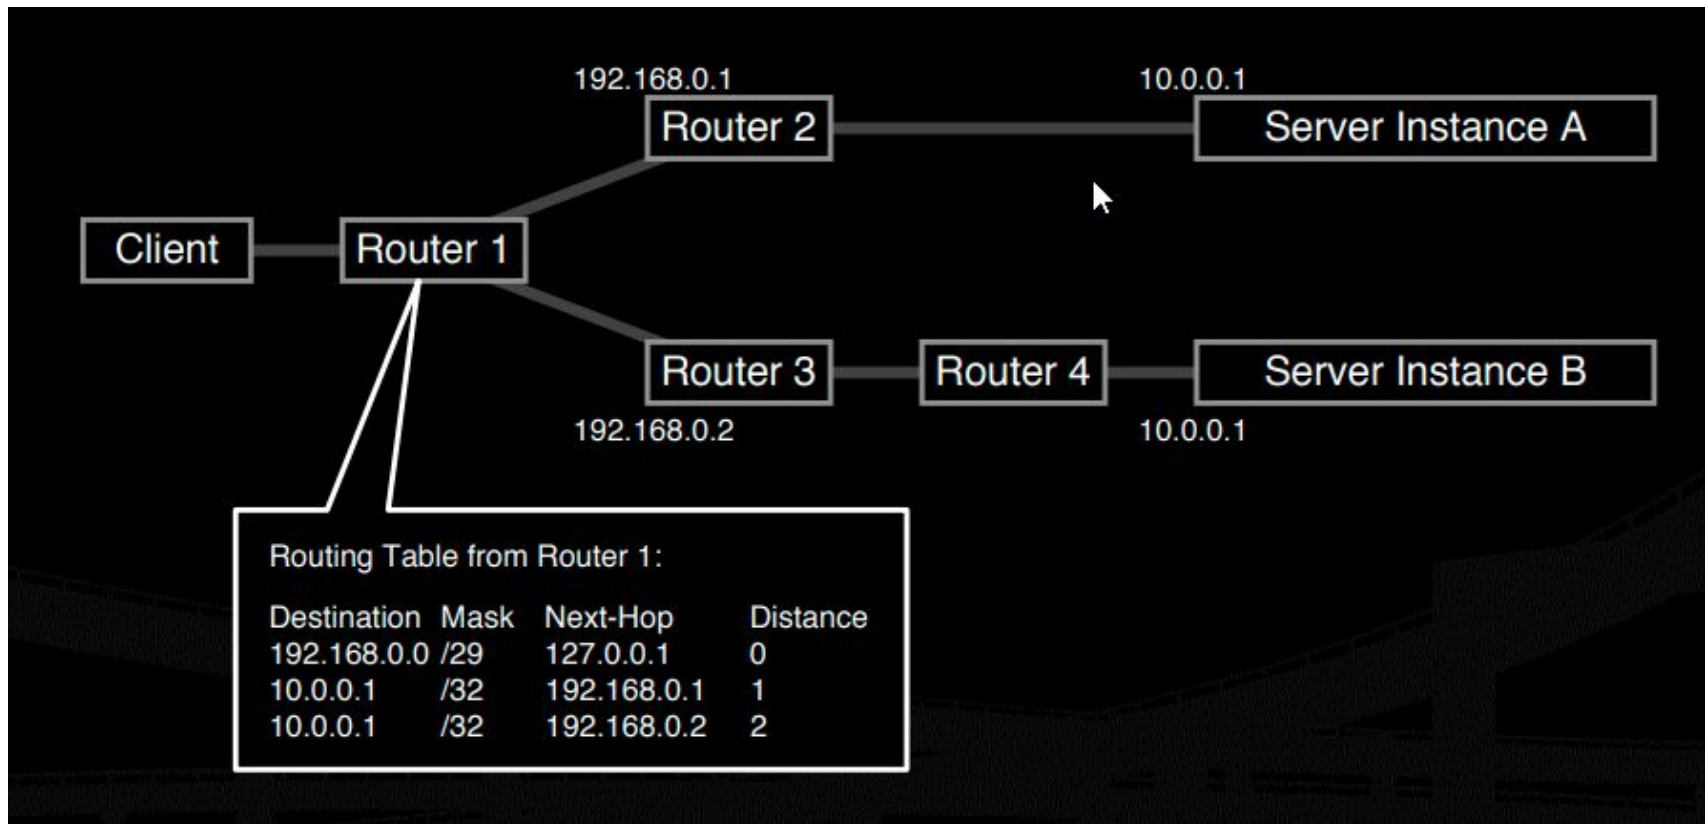 192.168.0.1
10.0.0.1
Router 2
Server Instance A
Client
Router 1
Router 3
Router 4
Server Instance B
192.168.0.2
10.0.0.1
Routing Table from Router 1:
Destination Mask Next-Hop Distance
192.168.0.0 /29 127.0.0.1 0
10.0.0.1 /32 192.168.0.1 1
10.0.0.1 /32 192.168.0.2 2